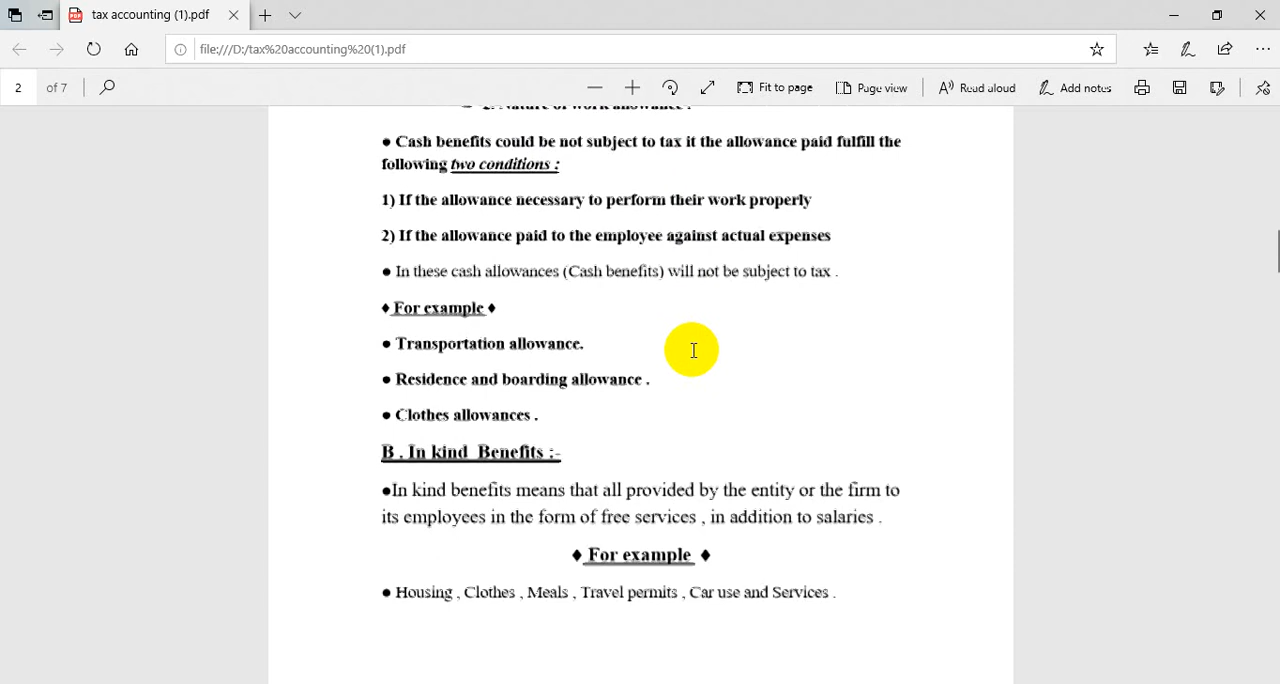 tax accounting (1).pdf
file:///D:/tax%20accounting%20(1).pdf
2 of 7 Fit to page Page view A Read aloud Add notes
2. Nature of work allowance .
● Cash benefits could be not subject to tax it the allowance paid fulfill the
following two conditions :
1) If the allowance necessary to perform their work properly
2) If the allowance paid to the employee against actual expenses
● In these cash allowances (Cash benefits) will not be subject to tax .
♦ For example ♦
● Transportation allowance.
● Residence and boarding allowance .
● Clothes allowances .
B . In kind Benefits :-
●In kind benefits means that all provided by the entity or the firm to
its employees in the form of free services , in addition to salaries .
♦ For example ♦
● Housing , Clothes , Meals , Travel permits , Car use and Services .